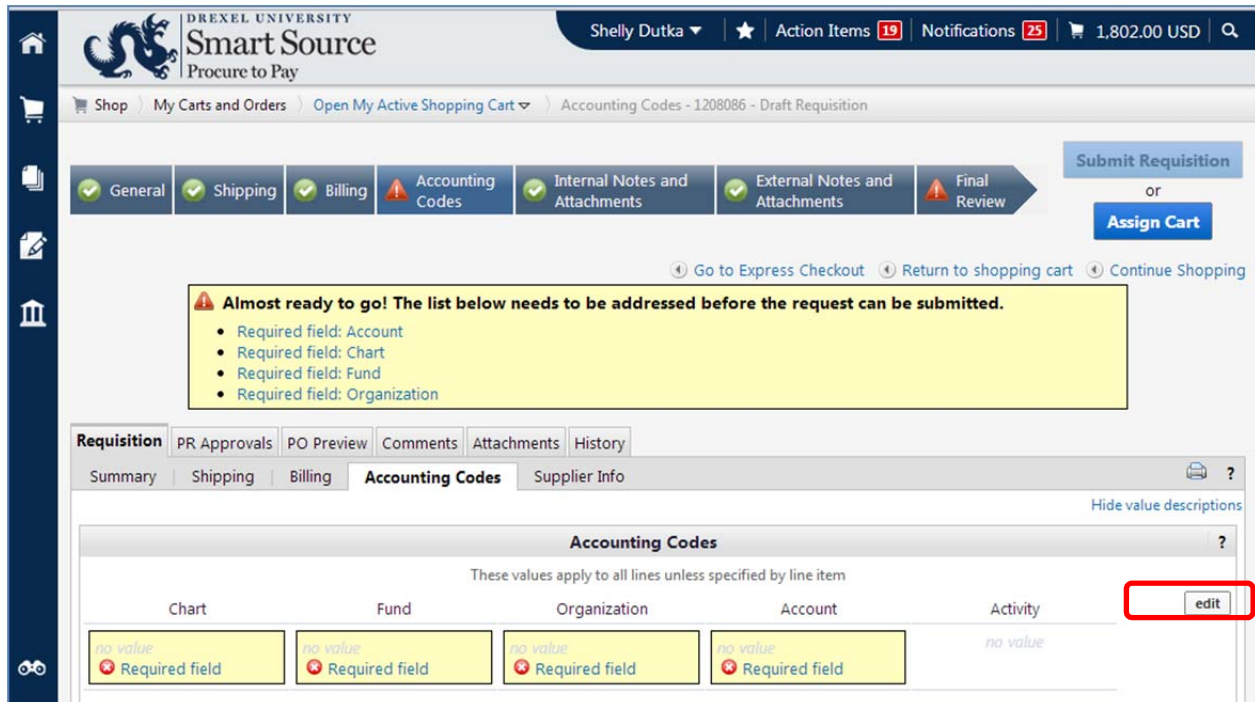 DREXEL UNIVERSITY
Smart Source
Procure to Pay
Shelly Dutka Action Items 19 Notifications 25 1,802.00 USD
Shop My Carts and Orders Open My Active Shopping Cart Accounting Codes - 1208086 - Draft Requisition
Submit Requisition
or
Assign Cart
General Shipping Billing Accounting Codes Internal Notes and Attachments External Notes and Attachments Final Review
Go to Express Checkout Return to shopping cart Continue Shopping
Almost ready to go! The list below needs to be addressed before the request can be submitted.
• Required field: Account
• Required field: Chart
• Required field: Fund
• Required field: Organization
Requisition PR Approvals PO Preview Comments Attachments History
Summary Shipping Billing Accounting Codes Supplier Info ?
Hide value descriptions
Accounting Codes ?
These values apply to all lines unless specified by line item
Chart Fund Organization Account Activity edit
no value no value no value no value no value
Required field Required field Required field Required field